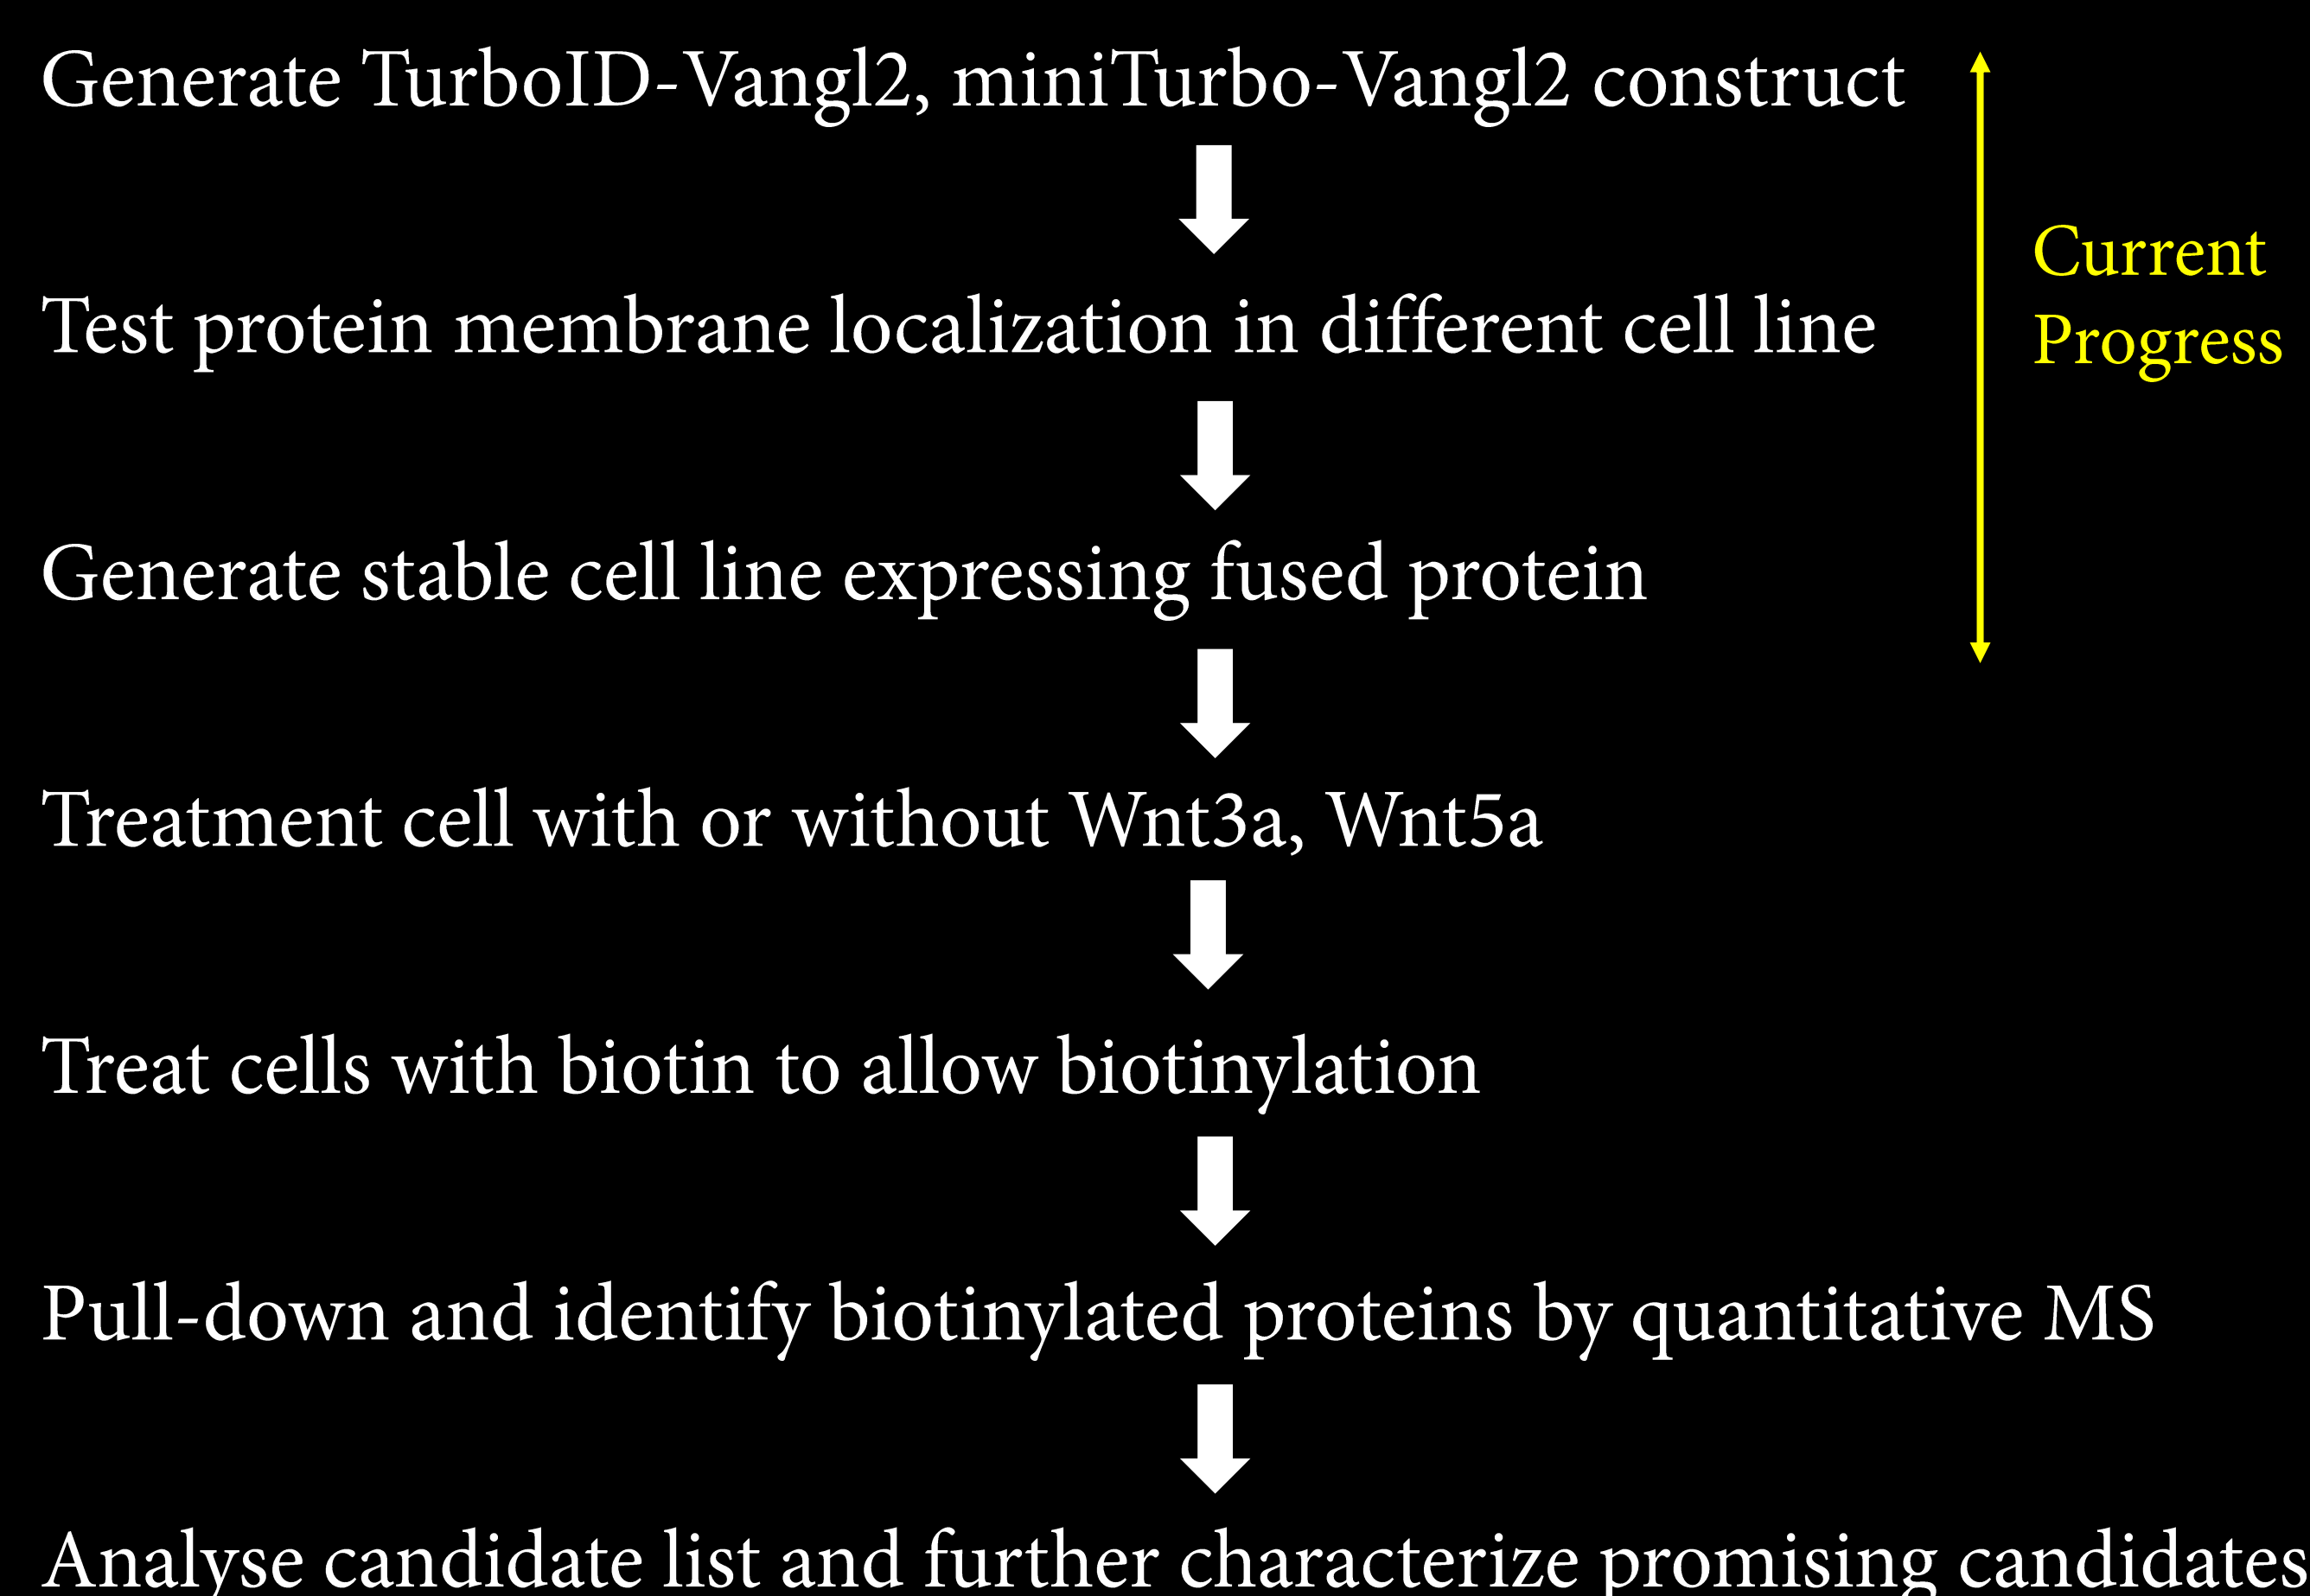 Generate TurboID-Vangl2, miniTurbo-Vangl2 construct
Current
Progress
Test protein membrane localization in different cell line
Generate stable cell line expressing fused protein
Treatment cell with or without Wnt3a, Wnt5a
Treat cells with biotin to allow biotinylation
Pull-down and identify biotinylated proteins by quantitative MS
Analyse candidate list and further characterize promising candidates